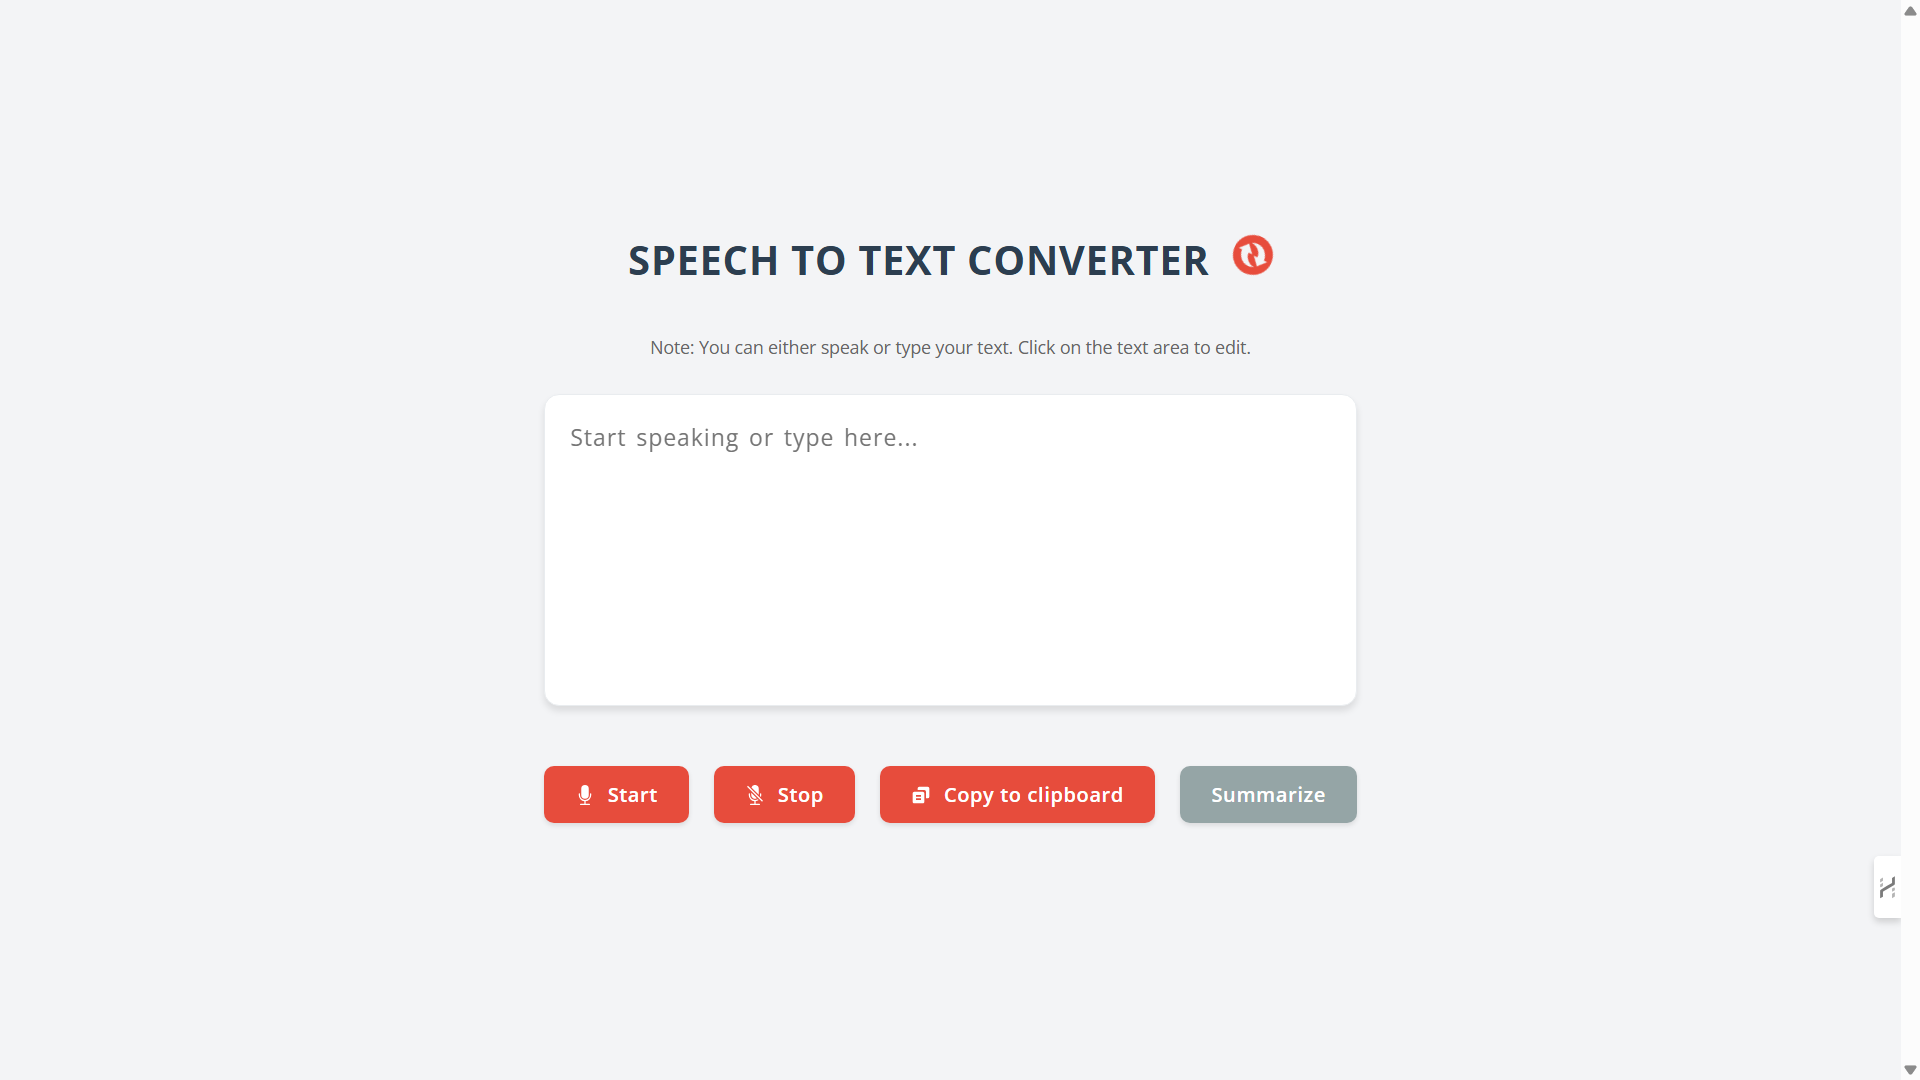 SPEECH TO TEXT CONVERTER
Note: You can either speak or type your text. Click on the text area to edit.
Start speaking or type here...
Start
Stop
Copy to clipboard
Summarize